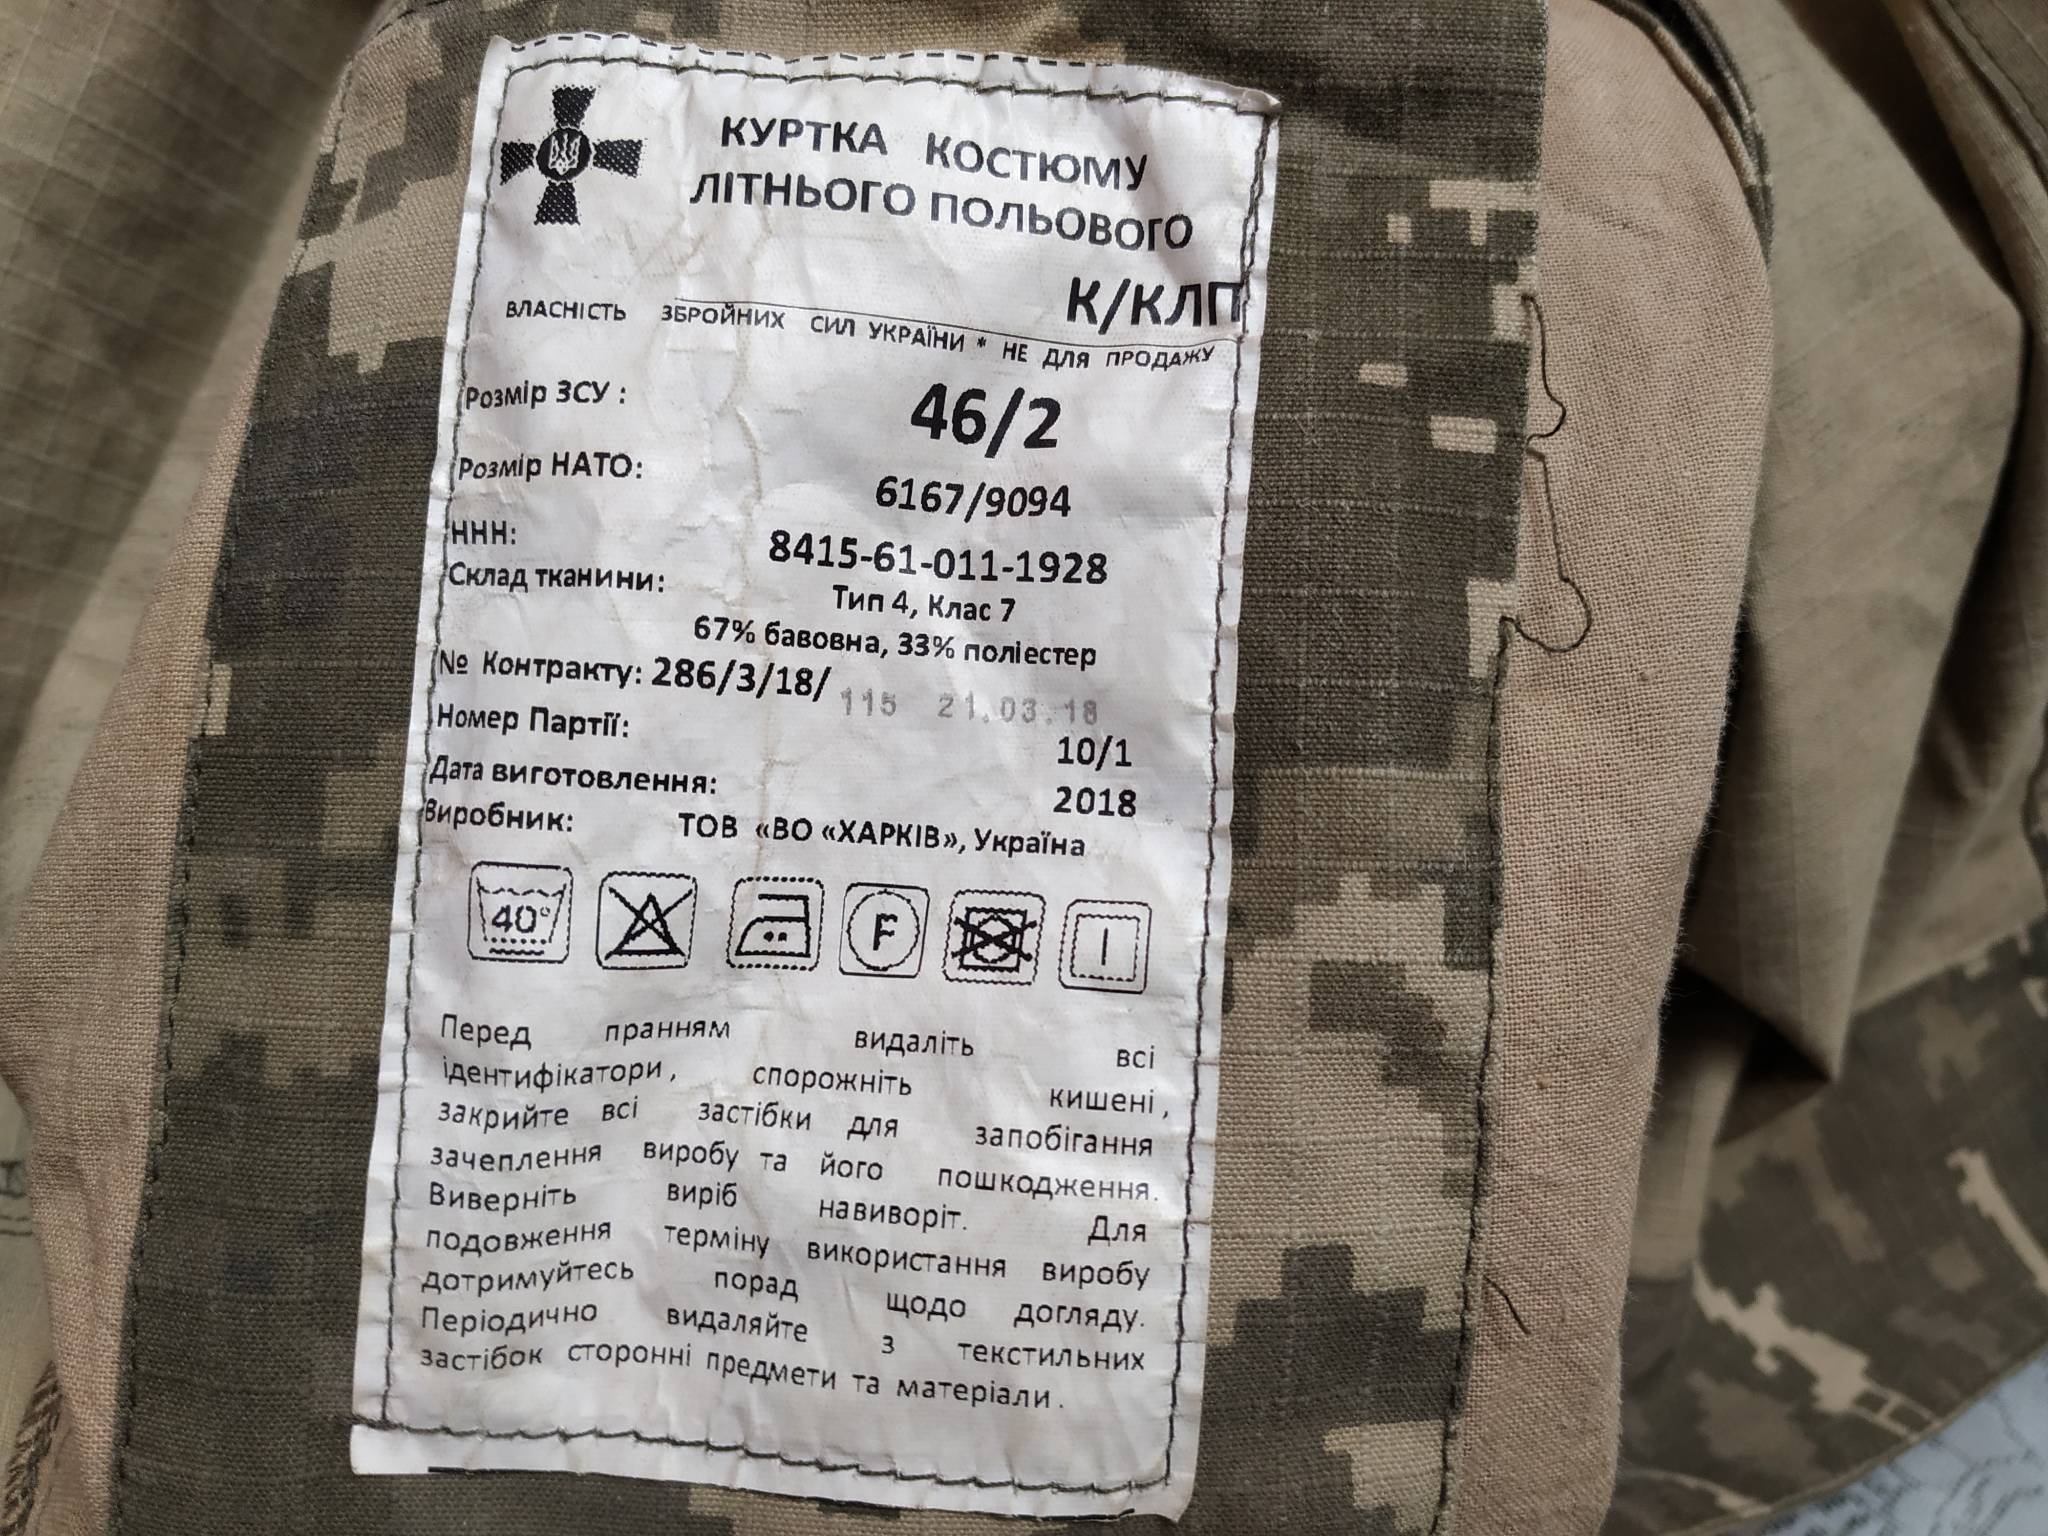 КУРТКА КОСТЮМУ
ЛІТНЬОГО ПОЛЬОВОГО
К/КЛП
ВЛАСНІСТЬ ЗБРОЙНИХ СИЛ УКРАЇНИ * НЕ ДЛЯ ПРОДАЖУ
Розмір ЗСУ : 46/2
Розмір НАТО: 6167/9094
ННН: 8415-61-011-1928
Склад тканини: Тип 4, Клас 7
67% бавовна, 33% поліестер
№ Контракту: 286/3/18/ 115 21.03.18
Номер Партії: 10/1
Дата виготовлення: 2018
Виробник: ТОВ «ВО «ХАРКІВ», Україна
40° F I
Перед пранням видаліть всі
ідентифікатори, спорожніть кишені,
закрийте всі застібки для запобігання
зачеплення виробу та його пошкодження.
Виверніть виріб навиворіт. Для
подовження терміну використання виробу
дотримуйтесь порад щодо догляду.
Періодично видаляйте з текстильних
застібок сторонні предмети та матеріали.